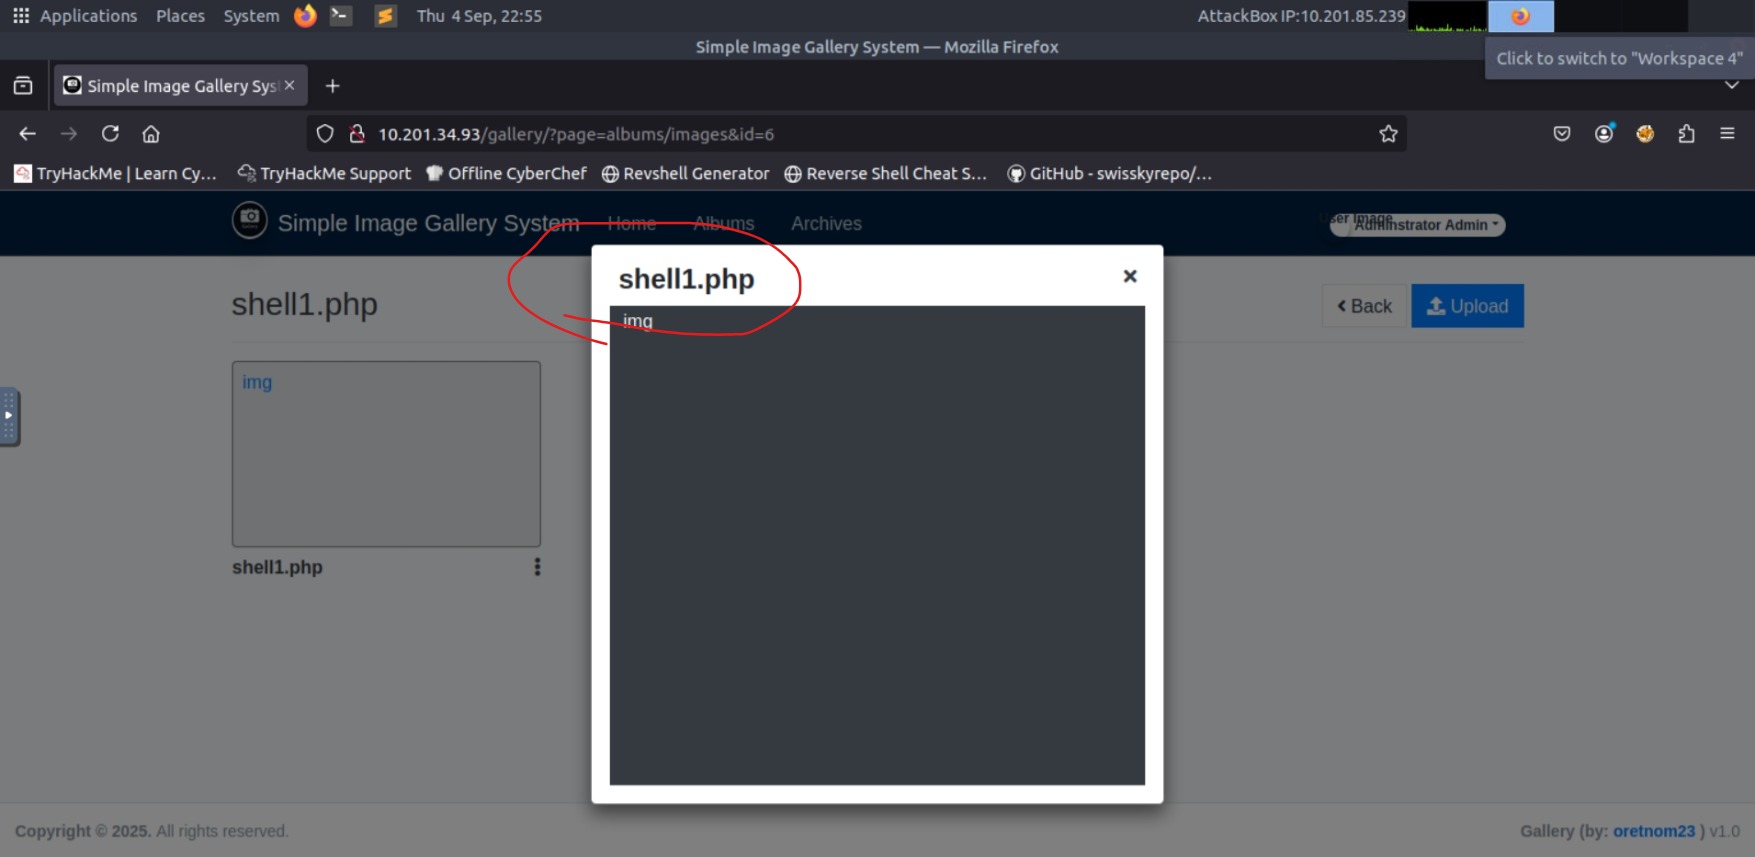 Applications Places System Thu 4 Sep, 22:55 AttackBox IP:10.201.85.239
Simple Image Gallery System — Mozilla Firefox
Click to switch to "Workspace 4"
Simple Image Gallery Sys
10.201.34.93/gallery/?page=albums/images&id=6
TryHackMe | Learn Cy... TryHackMe Support Offline CyberChef Revshell Generator Reverse Shell Cheat S... GitHub - swisskyrepo/...
Simple Image Gallery System Home Albums Archives User Image Adminstrator Admin
shell1.php
img
shell1.php
Back Upload
img
shell1.php
Copyright © 2025. All rights reserved. Gallery (by: oretnom23 ) v1.0